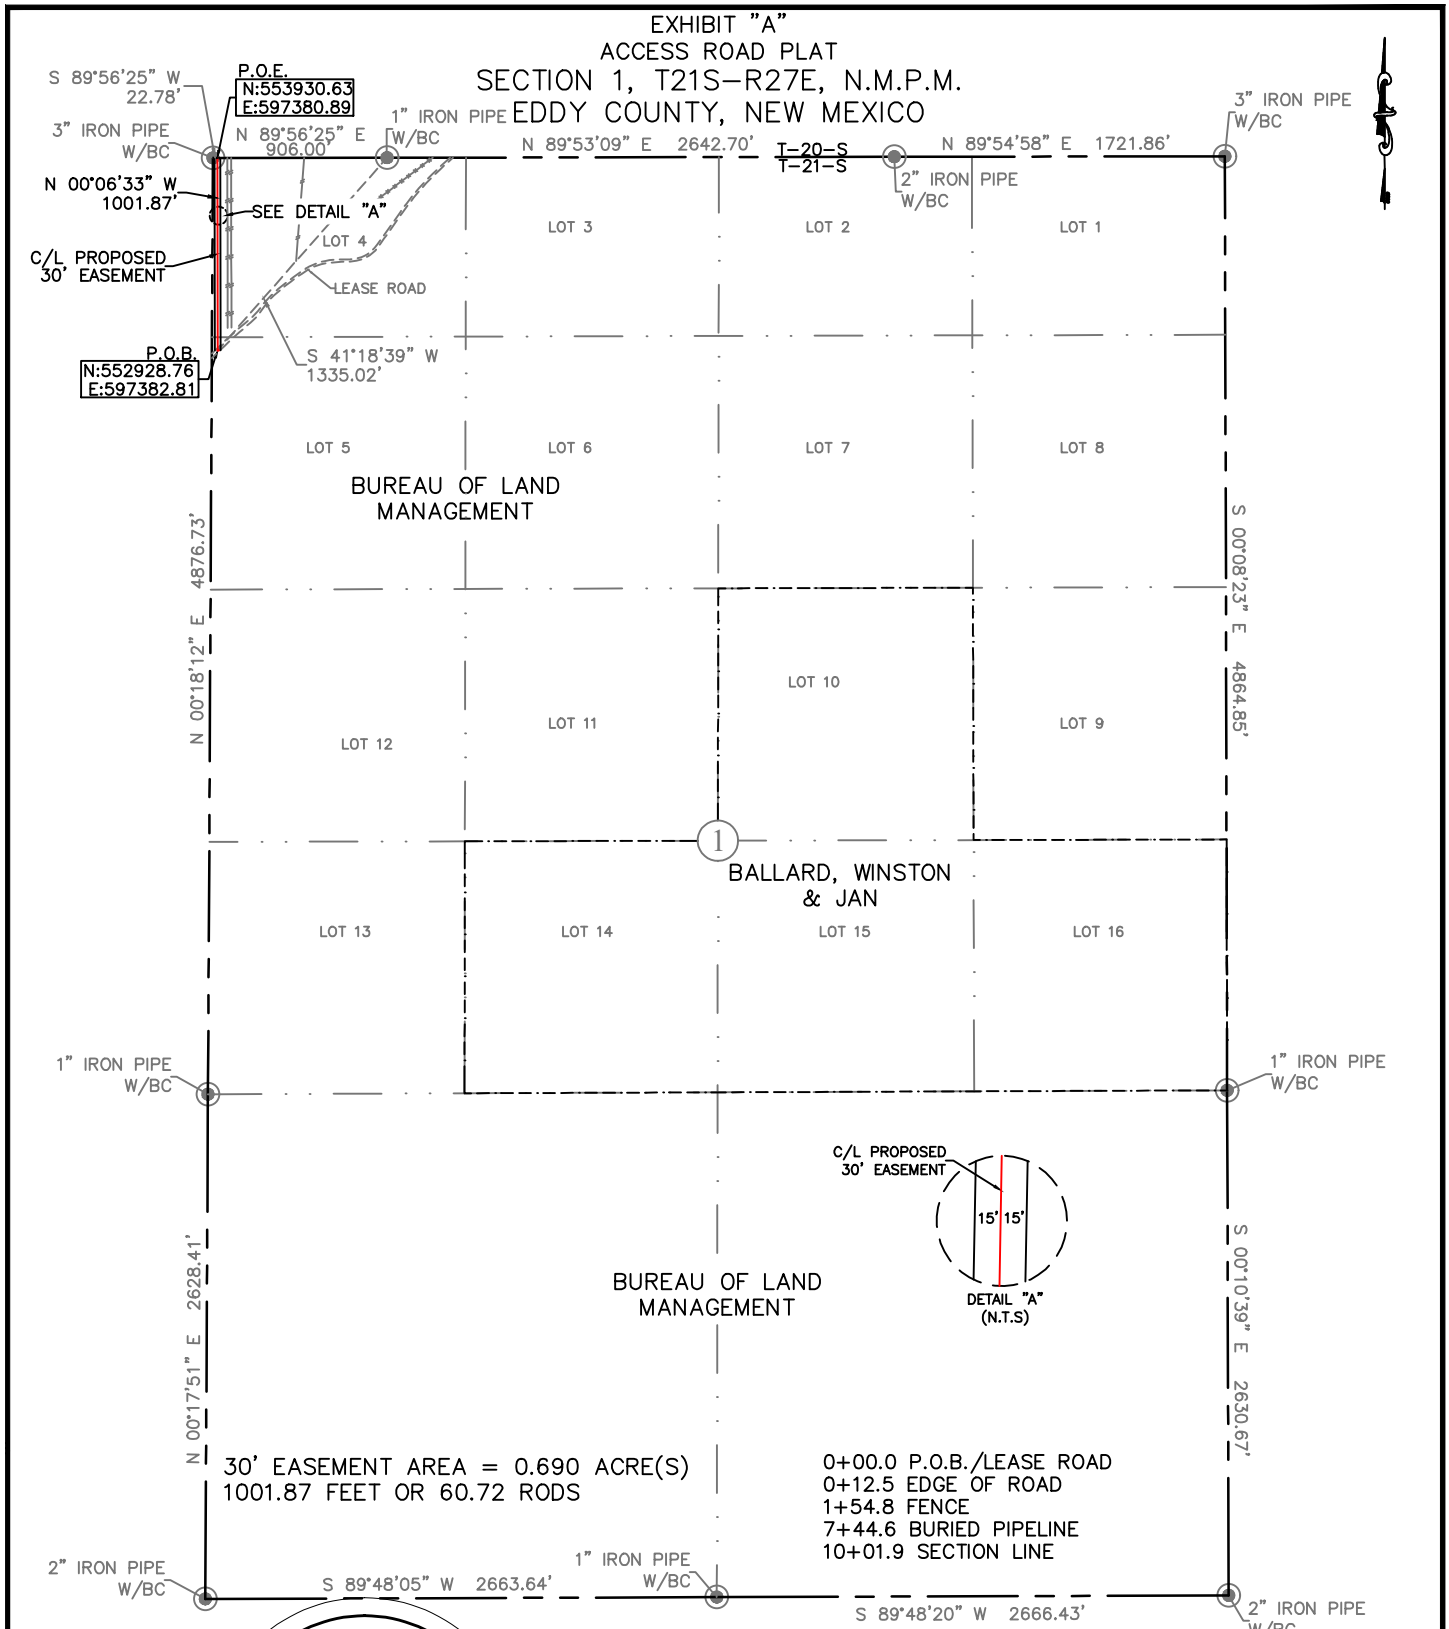 EXHIBIT "A"
ACCESS ROAD PLAT
SECTION 1, T21S-R27E, N.M.P.M.
EDDY COUNTY, NEW MEXICO
S 89°56'25" W
22.78'
P.O.E.
N:553930.63
E:597380.89
3" IRON PIPE
W/BC
N 89°56'25" E
906.00'
1" IRON PIPE
W/BC
N 89°53'09" E 2642.70'
T-20-S
T-21-S
2" IRON PIPE
W/BC
N 89°54'58" E 1721.86'
3" IRON PIPE
W/BC
N 00°06'33" W
1001.87'
SEE DETAIL "A"
C/L PROPOSED
30' EASEMENT
LOT 4
LOT 3
LOT 2
LOT 1
LEASE ROAD
P.O.B.
N:552928.76
E:597382.81
S 41°18'39" W
1335.02'
LOT 5
LOT 6
LOT 7
LOT 8
BUREAU OF LAND
MANAGEMENT
N 00°18'12" E 4876.73'
S 00°08'23" E 4864.85'
LOT 12
LOT 11
LOT 10
LOT 9
1
BALLARD, WINSTON
& JAN
LOT 13
LOT 14
LOT 15
LOT 16
1" IRON PIPE
W/BC
1" IRON PIPE
W/BC
C/L PROPOSED
30' EASEMENT
15' 15'
DETAIL "A"
(N.T.S)
BUREAU OF LAND
MANAGEMENT
N 00°17'51" E 2628.41'
S 00°10'39" E 2630.67'
30' EASEMENT AREA = 0.690 ACRE(S)
1001.87 FEET OR 60.72 RODS
0+00.0 P.O.B./LEASE ROAD
0+12.5 EDGE OF ROAD
1+54.8 FENCE
7+44.6 BURIED PIPELINE
10+01.9 SECTION LINE
2" IRON PIPE
W/BC
S 89°48'05" W 2663.64'
1" IRON PIPE
W/BC
S 89°48'20" W 2666.43'
2" IRON PIPE
W/BC